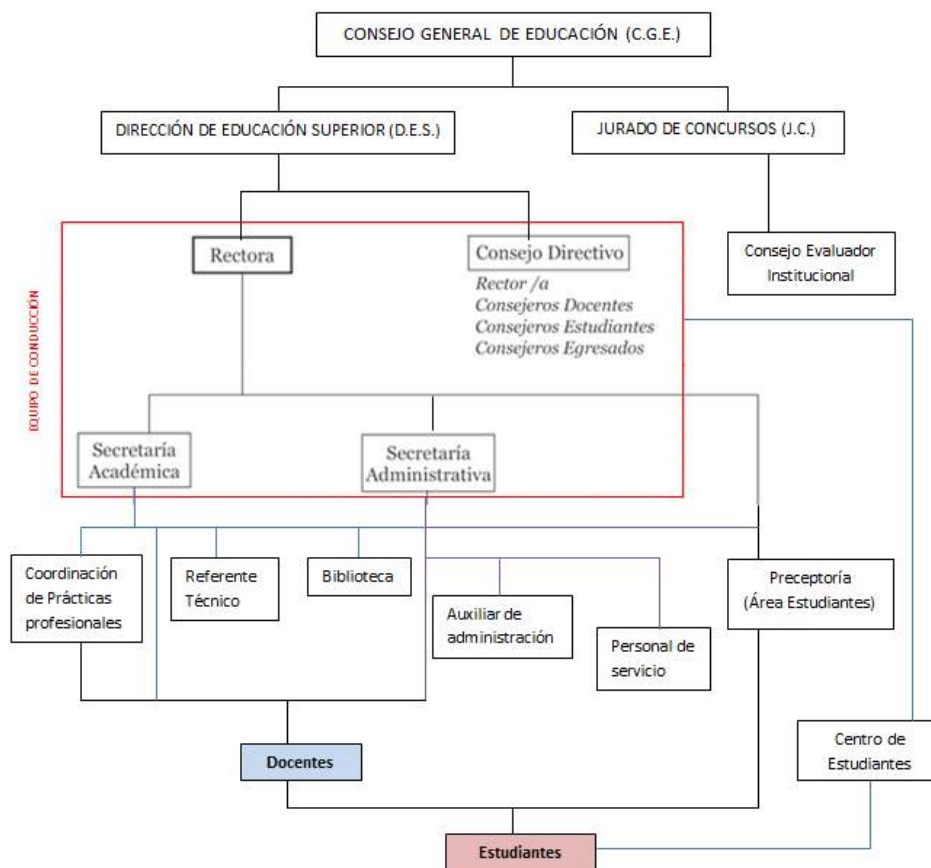 CONSEJO GENERAL DE EDUCACIÓN (C.G.E.)
DIRECCIÓN DE EDUCACIÓN SUPERIOR (D.E.S.)
JURADO DE CONCURSOS (J.C.)
Rectora
Consejo Directivo
Rector /a
Consejeros Docentes
Consejeros Estudiantes
Consejeros Egresados
Consejo Evaluador
Institucional
EQUIPO DE CONDUCCIÓN
Secretaría
Académica
Secretaría
Administrativa
Coordinación
de Prácticas
profesionales
Referente
Técnico
Biblioteca
Auxiliar de
administración
Personal de
servicio
Preceptoría
(Área Estudiantes)
Centro de
Estudiantes
Docentes
Estudiantes